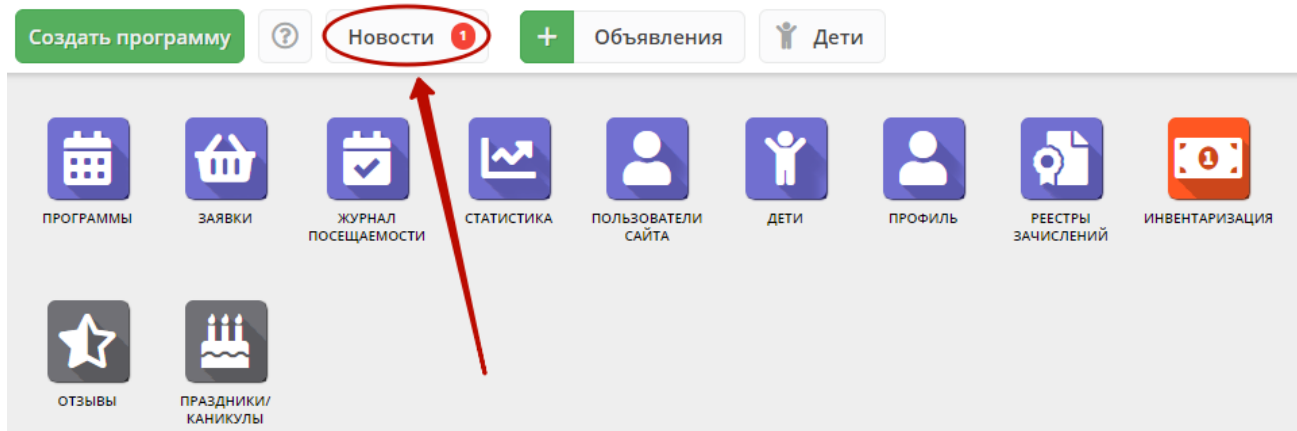 Создать программу ? Новости 1 + Объявления Дети
ПРОГРАММЫ
ЗАЯВКИ
ЖУРНАЛ
ПОСЕЩАЕМОСТИ
СТАТИСТИКА
ПОЛЬЗОВАТЕЛИ
САЙТА
ДЕТИ
ПРОФИЛЬ
РЕЕСТРЫ
ЗАЧИСЛЕНИЙ
1
ИНВЕНТАРИЗАЦИЯ
ОТЗЫВЫ
ПРАЗДНИКИ/
КАНИКУЛЫ